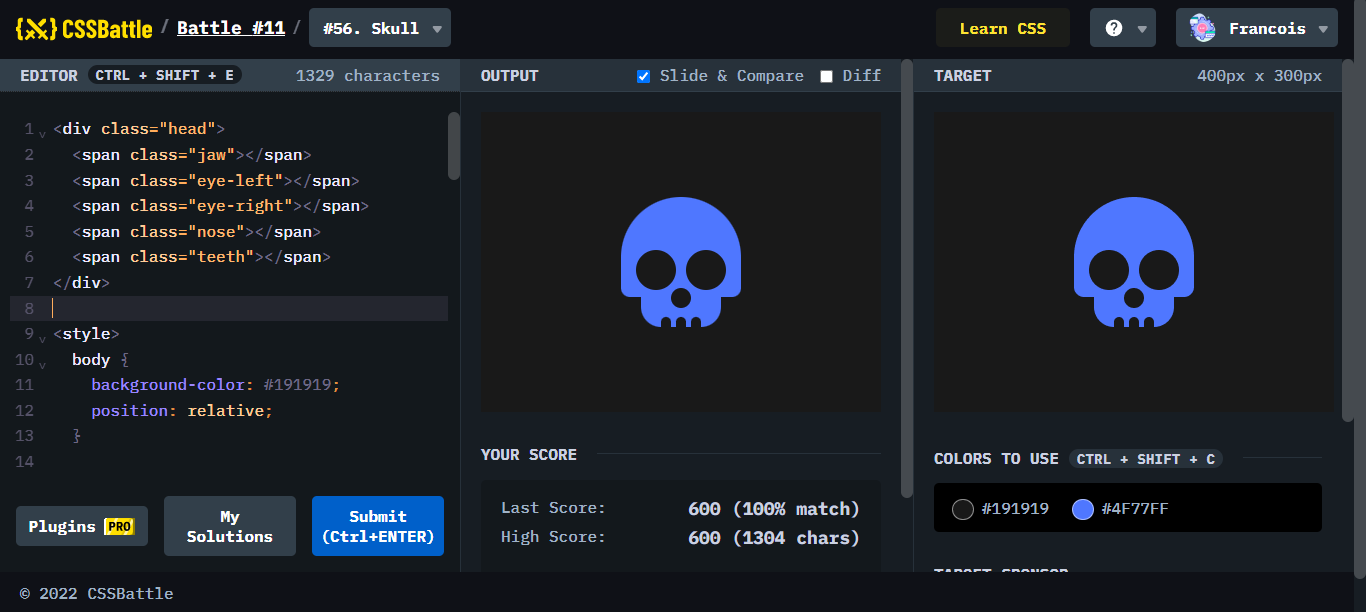 {X} CSSBattle / Battle #11 / #56. Skull ▼ Learn CSS ? ▼ Francois ▼
EDITOR CTRL + SHIFT + E 1329 characters
1 <div class="head">
2 <span class="jaw"></span>
3 <span class="eye-left"></span>
4 <span class="eye-right"></span>
5 <span class="nose"></span>
6 <span class="teeth"></span>
7 </div>
8
9 <style>
10 body {
11 background-color: #191919;
12 position: relative;
13 }
14
Plugins PRO
My
Solutions
Submit
(Ctrl+ENTER)
OUTPUT Slide & Compare Diff
YOUR SCORE
Last Score: 600 (100% match)
High Score: 600 (1304 chars)
TARGET 400px x 300px
COLORS TO USE CTRL + SHIFT + C
#191919 #4F77FF
TARGET SPONSOR
© 2022 CSSBattle